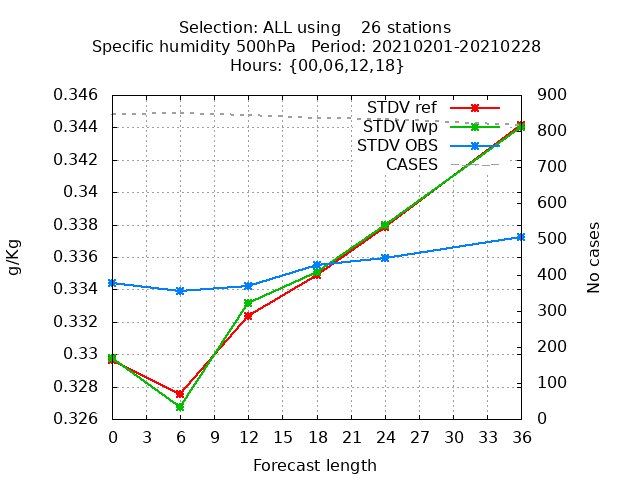 Selection: ALL using    26 stations
Specific humidity 500hPa   Period: 20210201-20210228
Hours: {00,06,12,18}
STDV ref
STDV lwp
STDV OBS
CASES
0.346
0.344
0.342
0.34
0.338
0.336
0.334
0.332
0.33
0.328
0.326
g/Kg
900
800
700
600
500
400
300
200
100
0
No cases
0 3 6 9 12 15 18 21 24 27 30 33 36
Forecast length